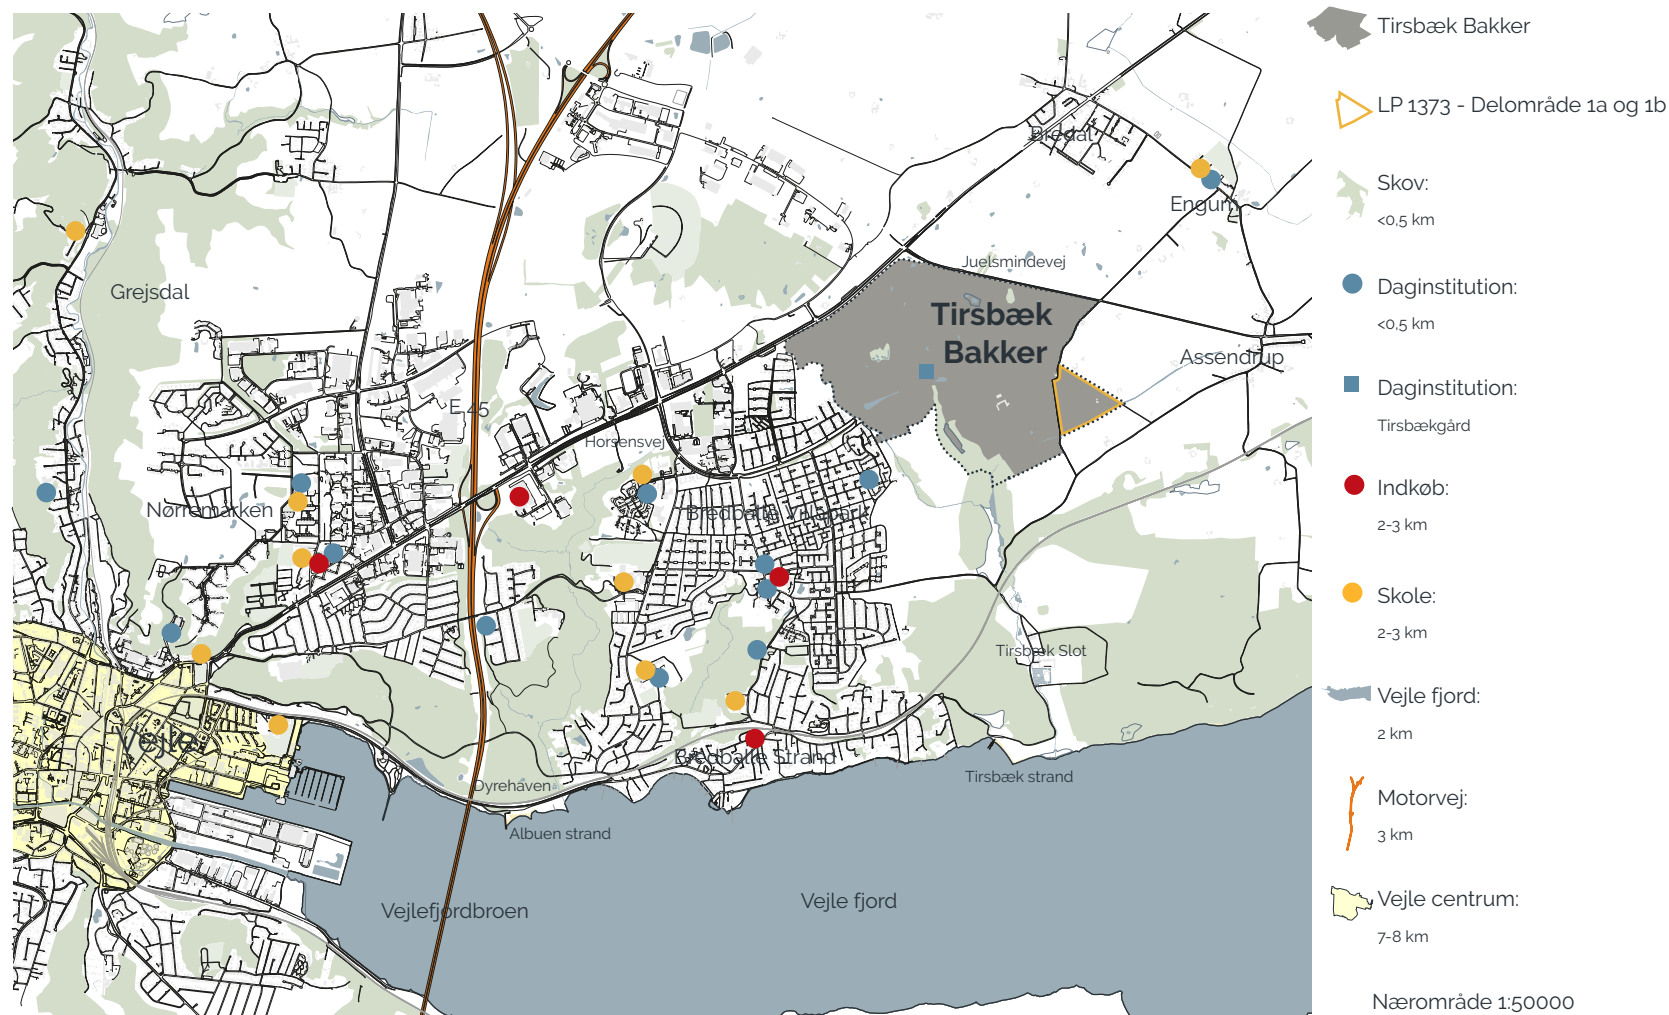 Tirsbæk Bakker
LP 1373 - Delområde 1a og 1b
Skov:
<0,5 km
Daginstitution:
<0,5 km
Daginstitution:
Tirsbækgård
Indkøb:
2-3 km
Skole:
2-3 km
Vejle fjord:
2 km
Motorvej:
3 km
Vejle centrum:
7-8 km
Nærområde 1:50000
Bredal
Engum
Juelsmindevej
Grejsdal
Tirsbæk
Bakker
Assendrup
E 45
Horsensvej
Nørremarken
Bredballe Villapark
Tirsbæk Slot
Vejle
Bredballe Strand
Tirsbæk strand
Dyrehaven
Albuen strand
Vejlefjordbroen
Vejle fjord